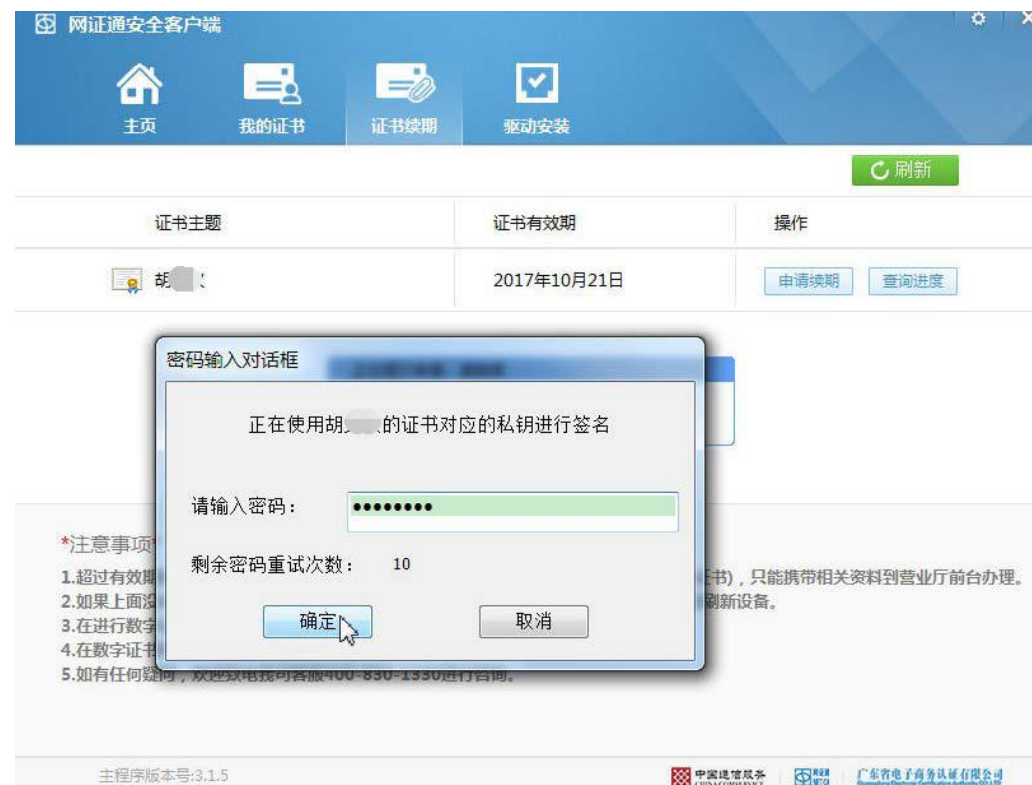 网证通安全客户端
主页 我的证书 证书续期 驱动安装
刷新
证书主题 证书有效期 操作
胡 2017年10月21日 申请续期 查询进度
密码输入对话框
正在使用胡 的证书对应的私钥进行签名
请输入密码： ●●●●●●●●
剩余密码重试次数： 10
确定 取消
*注意事项
1.超过有效期 证书)，只能携带相关资料到营业厅前台办理。
2.如果上面没 刷新设备。
3.在进行数字
4.在数字证书
5.如有任何疑问，欢迎致电我司客服400-830-1330进行咨询。
主程序版本号:3.1.5 中国通信服务 广东省电子商务认证有限公司